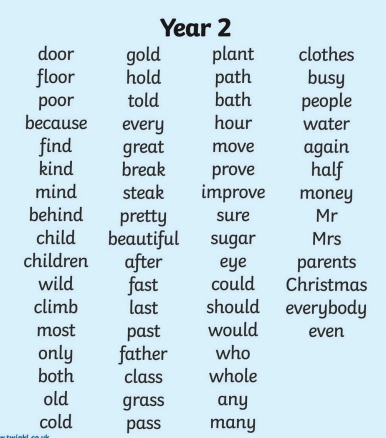 Year 2
door gold plant clothes
floor hold path busy
poor told bath people
because every hour water
find great move again
kind break prove half
mind steak improve money
behind pretty sure Mr
child beautiful sugar Mrs
children after eye parents
wild fast could Christmas
climb last should everybody
most past would even
only father who
both class whole
old grass any
cold pass many
w.twinkl.co.uk